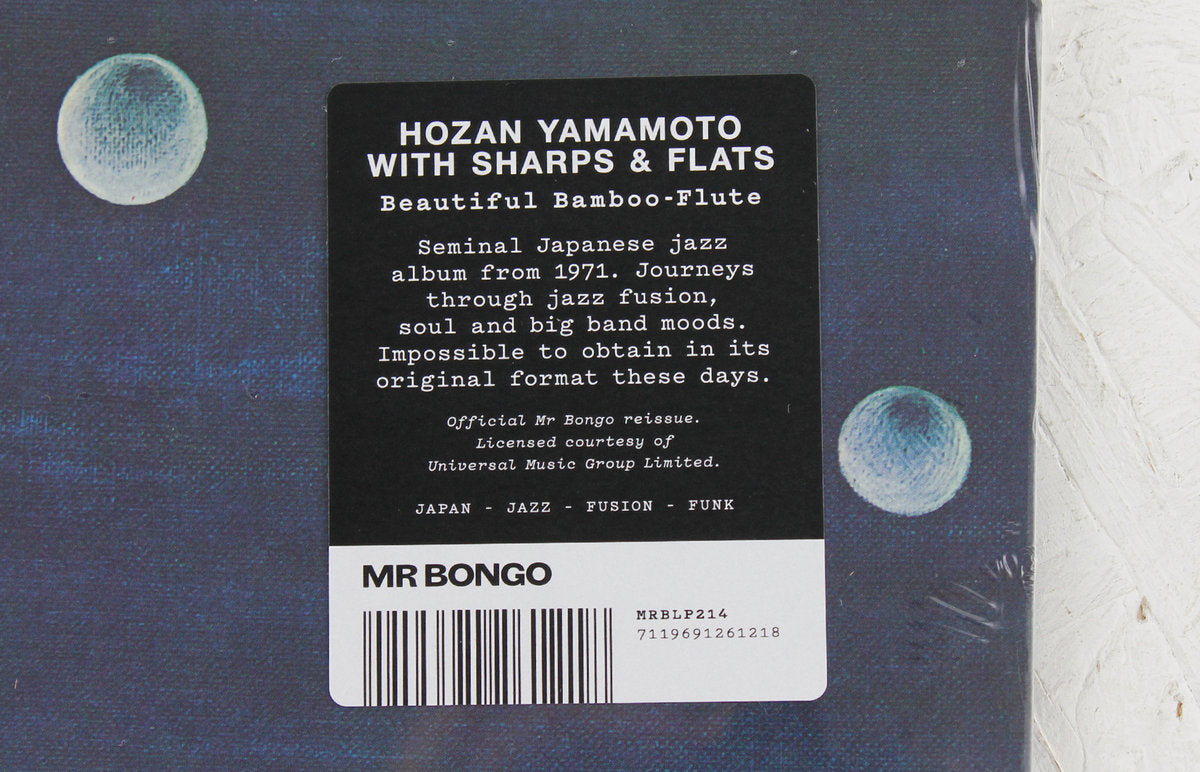 HOZAN YAMAMOTO
WITH SHARPS & FLATS
Beautiful Bamboo-Flute
Seminal Japanese jazz
album from 1971. Journeys
through jazz fusion,
soul and big band moods.
Impossible to obtain in its
original format these days.
Official Mr Bongo reissue.
Licensed courtesy of
Universal Music Group Limited.
JAPAN - JAZZ - FUSION - FUNK
MR BONGO
MRBLP214
7119691261218